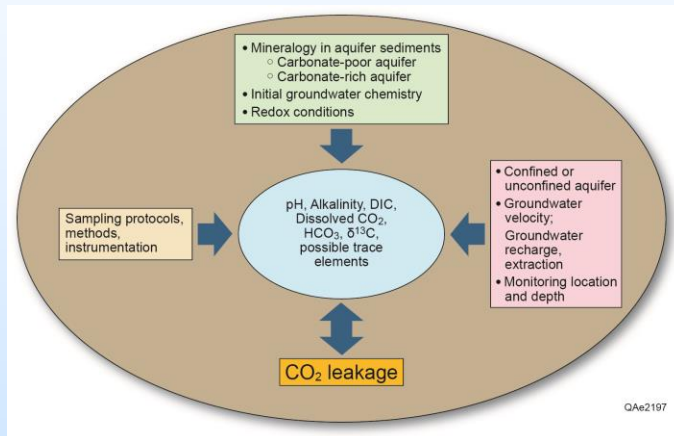 • Mineralogy in aquifer sediments
○ Carbonate-poor aquifer
○ Carbonate-rich aquifer
• Initial groundwater chemistry
• Redox conditions
Sampling protocols,
methods,
instrumentation
pH, Alkalinity, DIC,
Dissolved CO₂,
HCO₃, δ¹³C,
possible trace
elements
• Confined or
unconfined aquifer
• Groundwater
velocity;
Groundwater
recharge,
extraction
• Monitoring location
and depth
CO₂ leakage
QAe2197